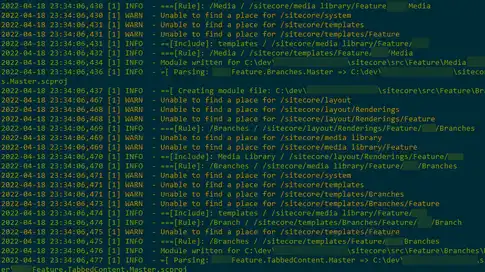 2022-04-18 23:34:06,430 [1] INFO - ===[Rule]: /Media / /sitecore/media library/Feature/ Media
2022-04-18 23:34:06,430 [1] WARN - Unable to find a place for /sitecore/system
2022-04-18 23:34:06,430 [1] WARN - Unable to find a place for /sitecore/templates
2022-04-18 23:34:06,431 [1] WARN - Unable to find a place for /sitecore/templates/Feature
2022-04-18 23:34:06,431 [1] INFO - ==[Include]: templates / /sitecore/media library/Feature/
2022-04-18 23:34:06,432 [1] INFO - ===[Rule]: /Media / /sitecore/templates/Feature/ Media
2022-04-18 23:34:06,434 [1] INFO - Module written for C:\dev\ \sitecore\src\Feature\Media
2022-04-18 23:34:06,436 [1] INFO - =[ Parsing: Feature.Branches.Master => C:\dev\ \sitec
s.Master.scproj
2022-04-18 23:34:06,437 [1] INFO - ==[ Creating module file: C:\dev\ \sitecore\src\Feature\Br
2022-04-18 23:34:06,467 [1] WARN - Unable to find a place for /sitecore/layout
2022-04-18 23:34:06,468 [1] WARN - Unable to find a place for /sitecore/layout/Renderings
2022-04-18 23:34:06,468 [1] WARN - Unable to find a place for /sitecore/layout/Renderings/Feature
2022-04-18 23:34:06,469 [1] INFO - ===[Rule]: /Branches / /sitecore/layout/Renderings/Feature/ /Branches
2022-04-18 23:34:06,469 [1] WARN - Unable to find a place for /sitecore/media library
2022-04-18 23:34:06,469 [1] WARN - Unable to find a place for /sitecore/media library/Feature
2022-04-18 23:34:06,470 [1] INFO - ==[Include]: Media Library / /sitecore/layout/Renderings/Feature/
2022-04-18 23:34:06,470 [1] INFO - ===[Rule]: /Branches / /sitecore/media library/Feature/ /Branches
2022-04-18 23:34:06,471 [1] WARN - Unable to find a place for /sitecore/system
2022-04-18 23:34:06,471 [1] WARN - Unable to find a place for /sitecore/templates
2022-04-18 23:34:06,473 [1] WARN - Unable to find a place for /sitecore/templates/Branches
2022-04-18 23:34:06,473 [1] WARN - Unable to find a place for /sitecore/templates/Branches/Feature
2022-04-18 23:34:06,474 [1] INFO - ==[Include]: templates / /sitecore/media library/Feature/
2022-04-18 23:34:06,474 [1] INFO - ===[Rule]: /Branch / /sitecore/templates/Branches/Feature/ /Branch
2022-04-18 23:34:06,475 [1] WARN - Unable to find a place for /sitecore/templates/Feature
2022-04-18 23:34:06,475 [1] INFO - ===[Rule]: /Branches / /sitecore/templates/Feature/ /Branches
2022-04-18 23:34:06,476 [1] INFO - Module written for C:\dev\ \sitecore\src\Feature\Branches\
2022-04-18 23:34:06,477 [1] INFO - =[ Parsing: Feature.TabbedContent.Master => C:\dev\
er Feature.TabbedContent.Master.scproj